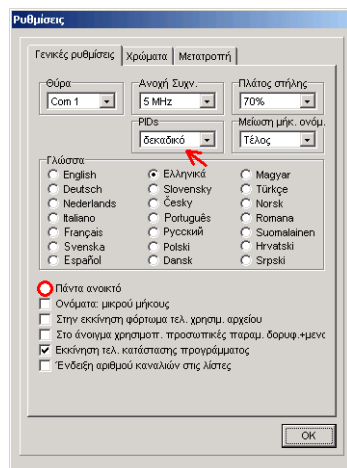 Ρυθμίσεις
Γενικές ρυθμίσεις Χρώματα Μετατροπή
Θύρα Ανοχή Συχν. Πλάτος στήλης
Com 1 5 MHz 70%
PIDs Μείωση μήκ. ονόμ.
δεκαδικό Τέλος
Γλώσσα
English Ελληνικά Magyar
Deutsch Slovensky Türkçe
Nederlands Česky Norsk
Italiano Português Romana
Français Русский Suomalainen
Svenska Polski Hrvatski
Español Dansk Srpski
Πάντα ανοικτό
Ονόματα: μικρού μήκους
Στην εκκίνηση φόρτωμα τελ. χρησιμ. αρχείου
Στο άνοιγμα χρησιμοπ. προσωπικές παραμ. δορυφ.+μενο
Εκκίνηση τελ. κατάστασης προγράμματος
Ένδειξη αριθμού καναλιών στις λίστες
OK